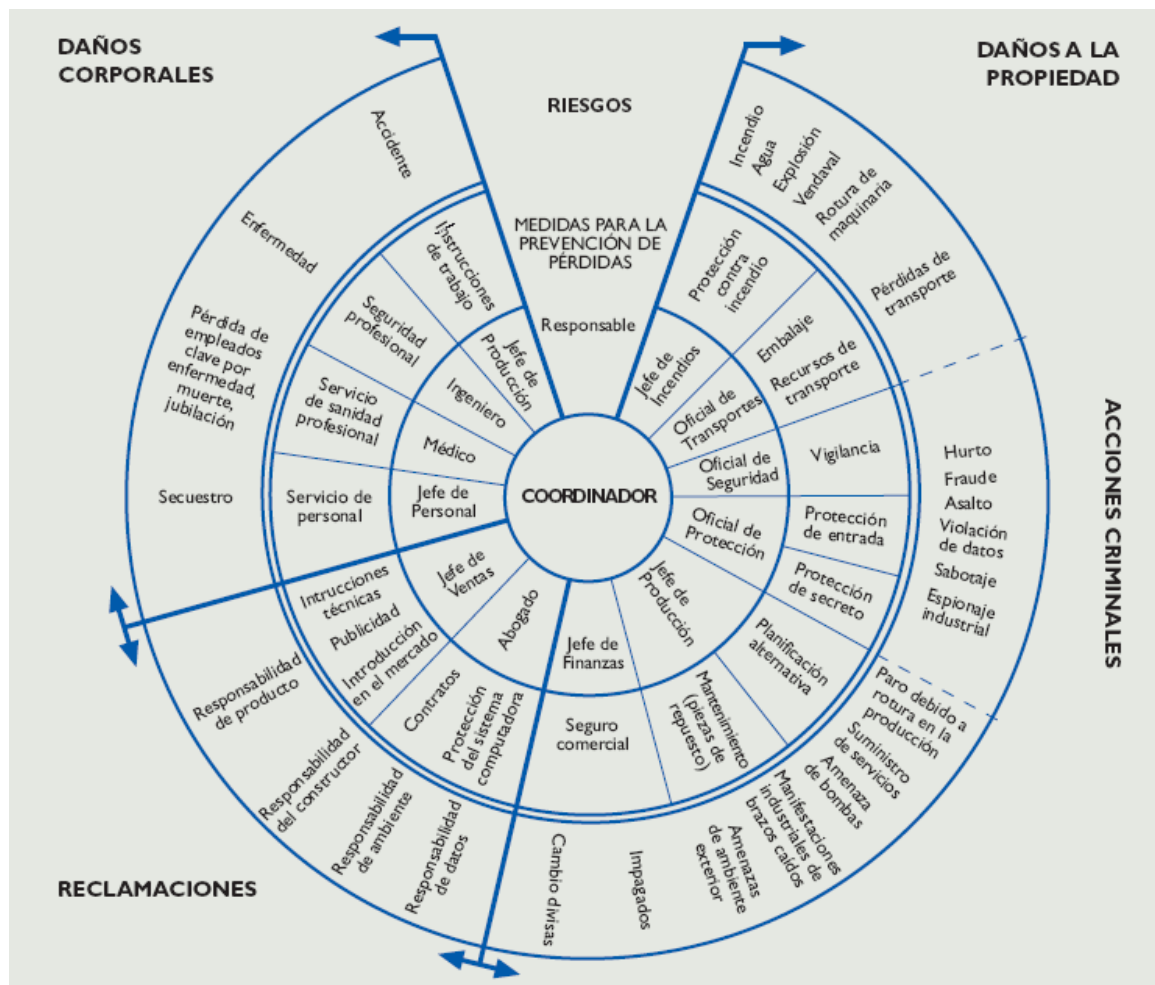 DAÑOS
CORPORALES
RIESGOS
DAÑOS A LA
PROPIEDAD
MEDIDAS PARA LA
PREVENCIÓN DE
PÉRDIDAS
Responsable
COORDINADOR
Incendio
Agua
Explosión
Vendaval
Rotura de
maquinaria
Pérdidas de
transporte
ACCIONES CRIMINALES
Hurto
Fraude
Asalto
Violación
de datos
Sabotaje
Espionaje
industrial
Paro debido a
rotura en la
producción
Suministro
de servicios
Amenaza
de bombas
Manifestaciones
industriales de
brazos caídos
Amenazas
de ambiente
exterior
Impagados
Cambio divisas
RECLAMACIONES
Responsabilidad
de datos
Responsabilidad
de ambiente
Responsabilidad
del constructor
Responsabilidad
de producto
Secuestro
Pérdida de
empleados
clave por
enfermedad,
muerte,
jubilación
Enfermedad
Accidente
Protección
contra
incendio
Embalaje
Recursos de
transporte
Vigilancia
Protección
de entrada
Protección
de secreto
Planificación
alternativa
Mantenimiento
(piezas de
repuesto)
Seguro
comercial
Protección
del sistema
computadora
Contratos
Introducción
en el mercado
Publicidad
Intrucciones
técnicas
Servicio de
personal
Servicio
de sanidad
profesional
Seguridad
profesional
Instrucciones
de trabajo
Jefe de
Incendios
Oficial de
Transportes
Oficial de
Seguridad
Oficial de
Protección
Jefe de
Producción
Jefe de
Finanzas
Abogado
Jefe de
Ventas
Jefe de
Personal
Médico
Ingeniero
Jefe de
Producción